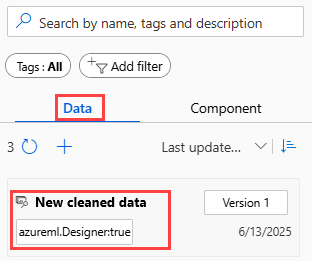 Search by name, tags and description
Tags : All
Add filter
Data Component
3 Last update...
New cleaned data Version 1
azureml.Designer:true 6/13/2025